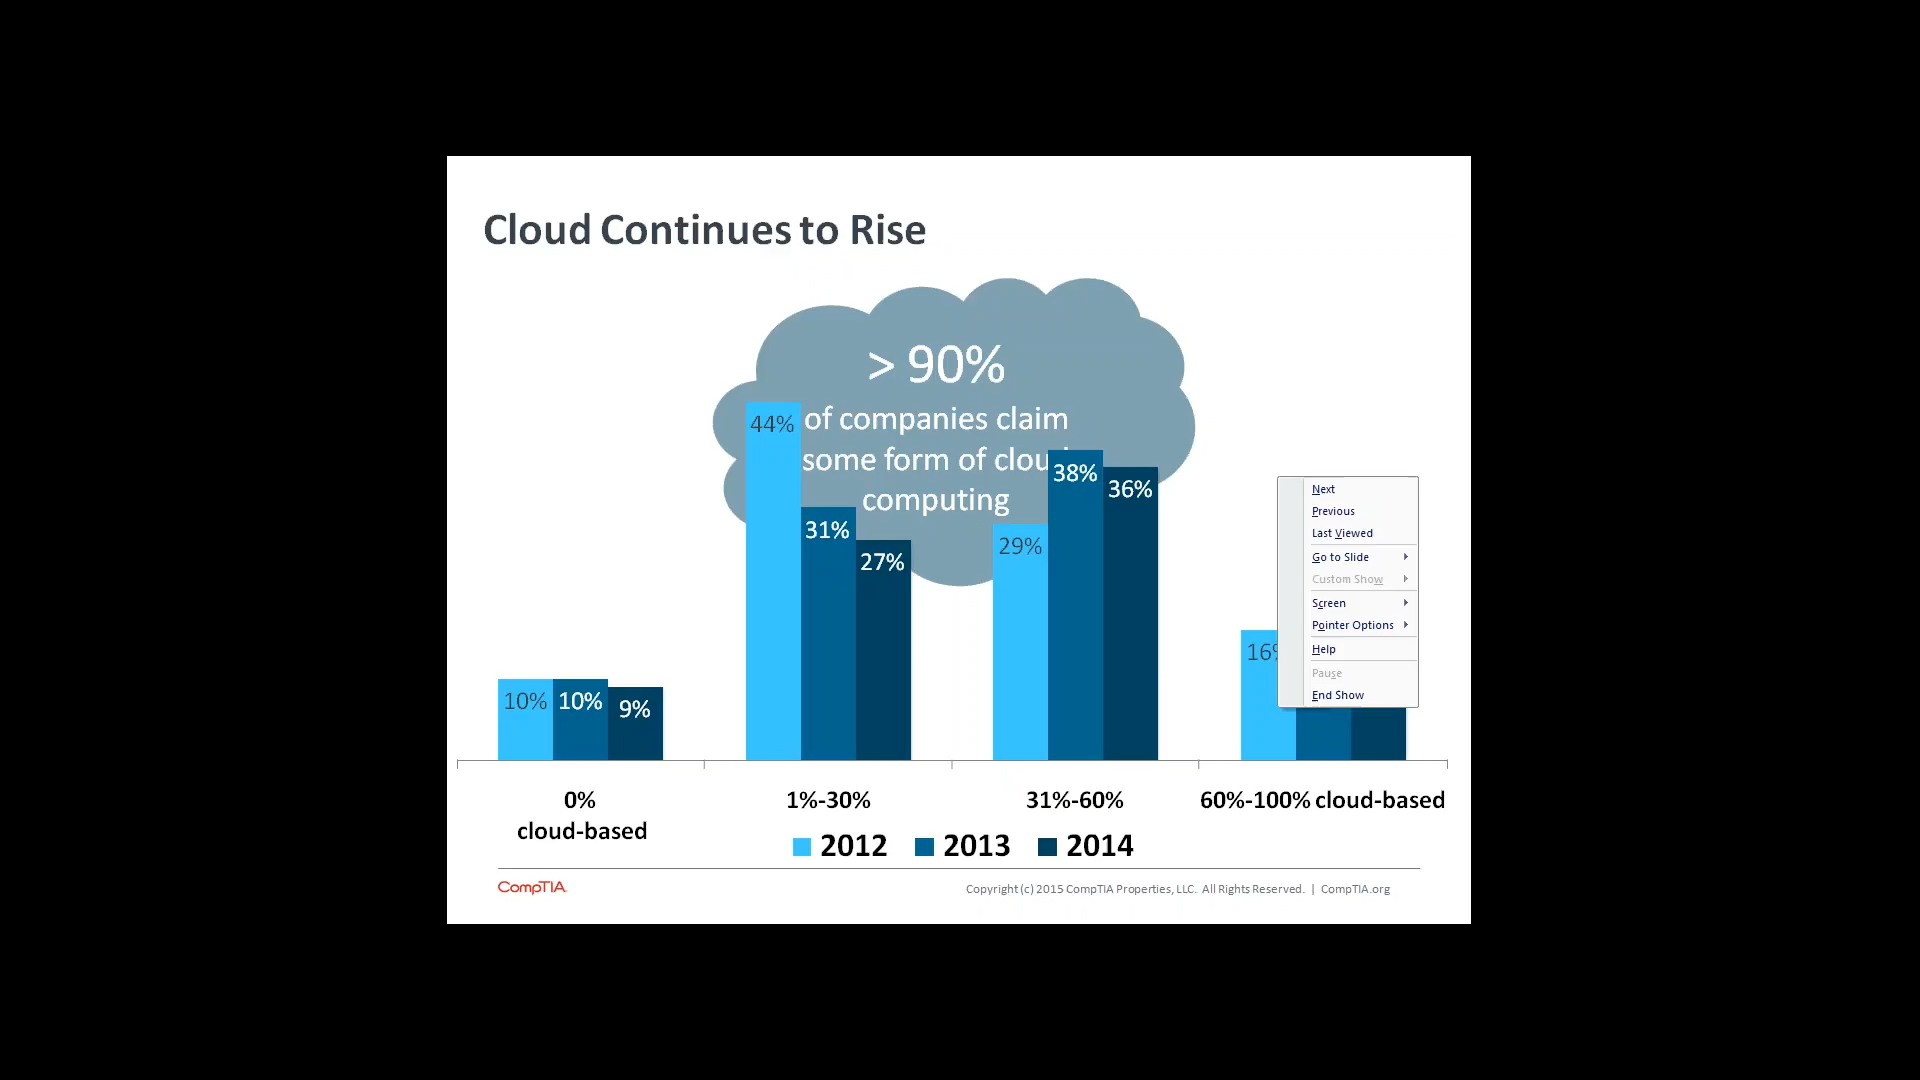 Cloud Continues to Rise
> 90%
of companies claim
some form of cloud
computing
44%
31%
27%
29%
38%
36%
10%
10%
9%
Next
Previous
Last Viewed
Go to Slide
Custom Show
Screen
Pointer Options
Help
Pause
End Show
0%
cloud-based
1%-30%
31%-60%
60%-100% cloud-based
2012 2013 2014
CompTIA
Copyright (c) 2015 CompTIA Properties, LLC. All Rights Reserved. | CompTIA.org